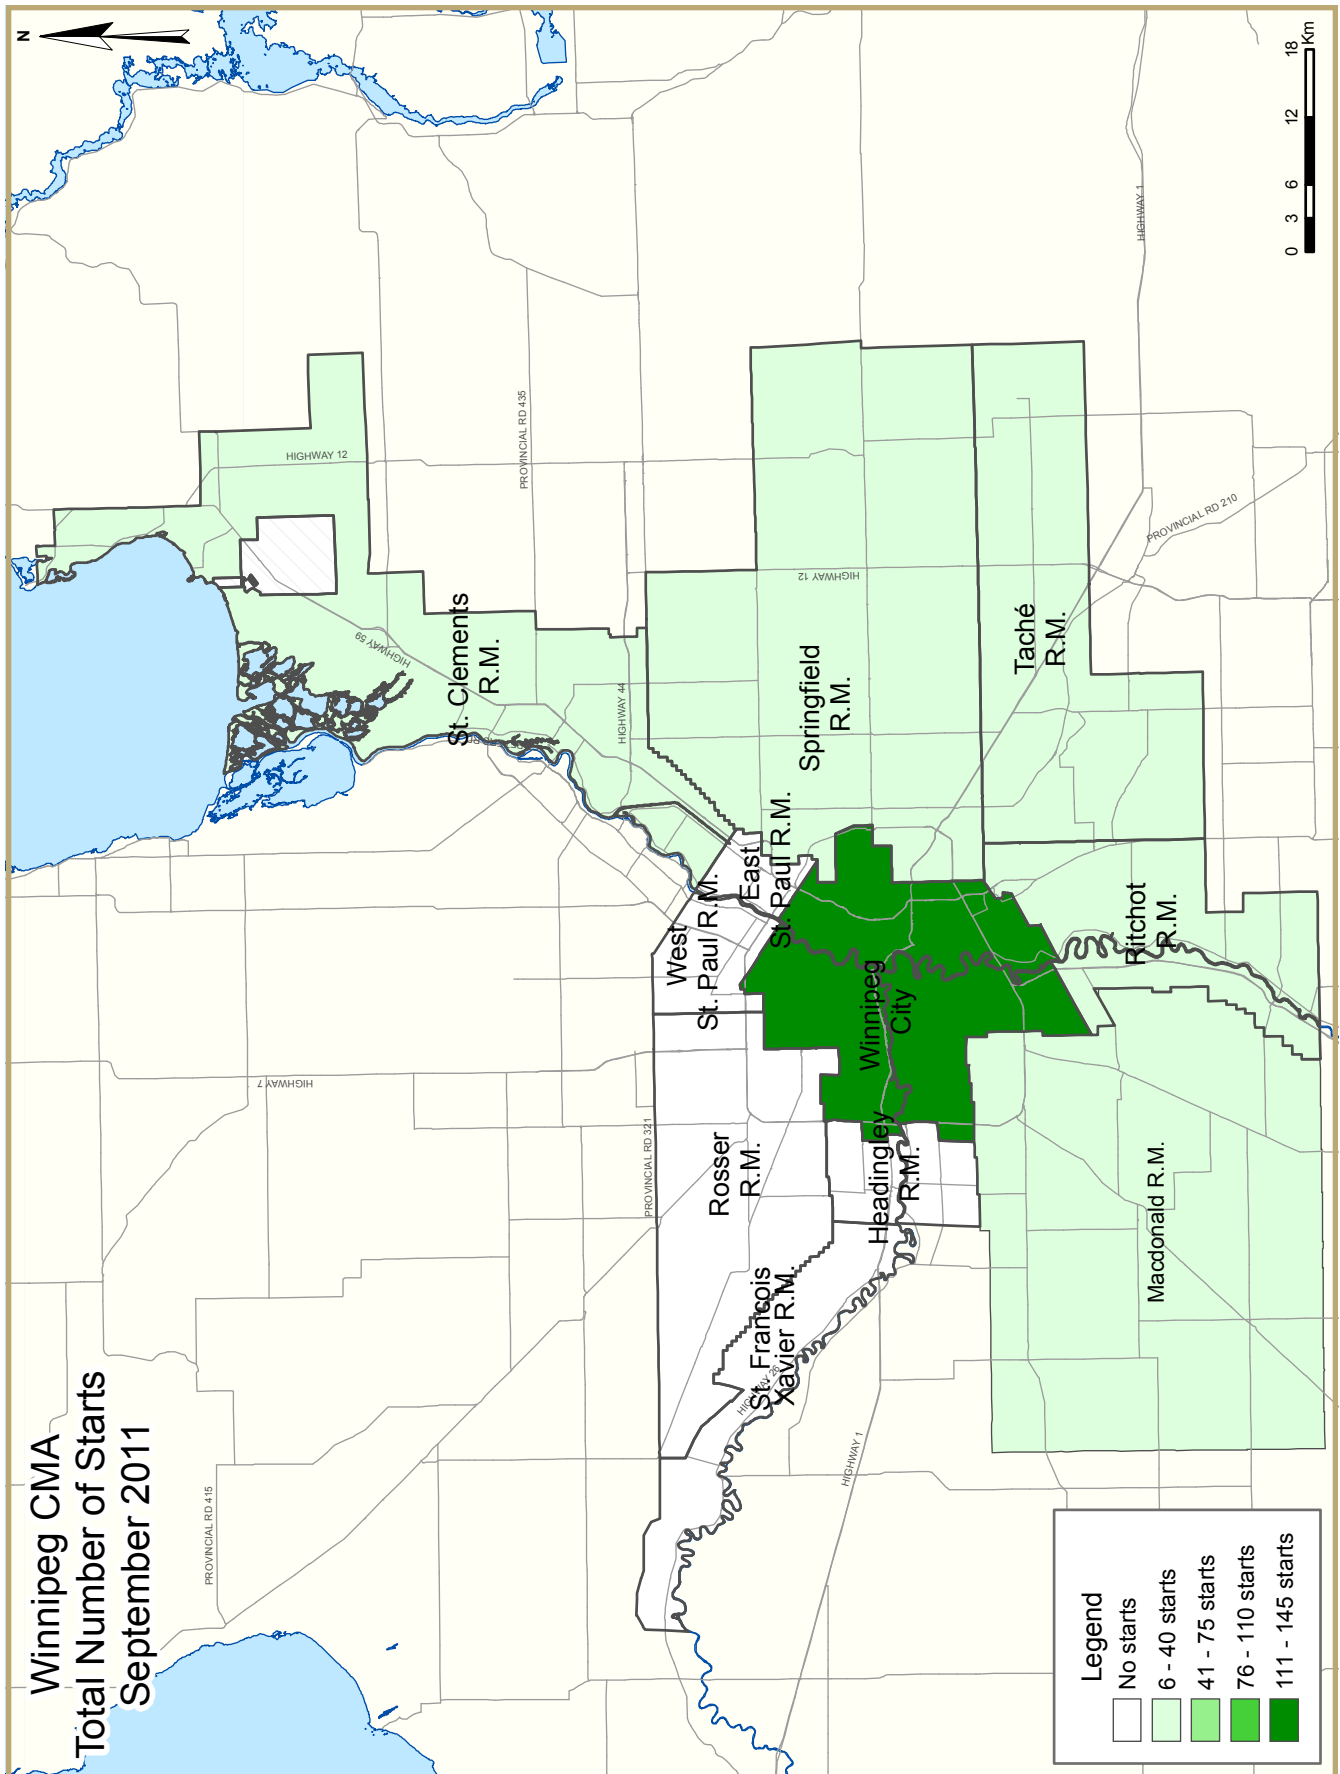 Winnipeg CMA
Total Number of Starts
September 2011
N
PROVINCIAL RD 415
HIGHWAY 7
HIGHWAY 12
PROVINCIAL RD 435
HIGHWAY 59
St. Clements
R.M.
HIGHWAY 44
PROVINCIAL RD 321
West
St. Paul R.M.
East
St. Paul R.M.
Rosser
R.M.
St. Francois
Xavier R.M.
HIGHWAY 26
Springfield
R.M.
HIGHWAY 12
Winnipeg
City
Headingley
R.M.
HIGHWAY 1
Taché
R.M.
HIGHWAY 1
PROVINCIAL RD 210
Ritchot
R.M.
Macdonald R.M.
Legend
No starts
6 - 40 starts
41 - 75 starts
76 - 110 starts
111 - 145 starts
0 3 6 12 18
Km